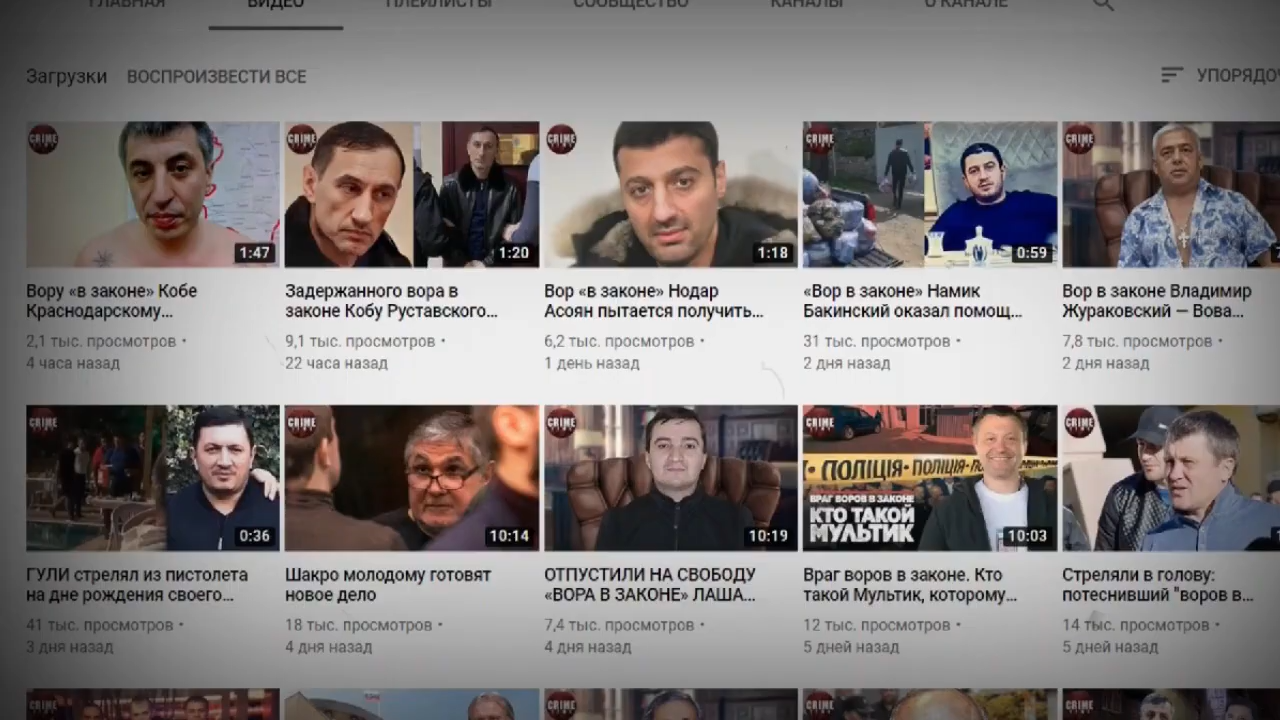 ГЛАВНАЯ ВИДЕО ПЛЕЙЛИСТЫ СООБЩЕСТВО КАНАЛЫ О КАНАЛЕ
Загрузки ВОСПРОИЗВЕСТИ ВСЕ
CRIME CRIME CRIME CRIME CRIME
1:47 1:20 1:18 0:59
Вору «в законе» Кобе
Краснодарскому...
2,1 тыс. просмотров •
4 часа назад
Задержанного вора в
законе Кобу Руставского...
9,1 тыс. просмотров •
22 часа назад
Вор «в законе» Нодар
Асоян пытается получить...
6,2 тыс. просмотров •
1 день назад
«Вор в законе» Намик
Бакинский оказал помощ...
31 тыс. просмотров •
2 дня назад
Вор в законе Владимир
Жураковский — Вова...
7,8 тыс. просмотров •
2 дня назад
CRIME CRIME CRIME CRIME CRIME
• ПОЛІЦІЯ • ПОЛІЦІЯ •
ВРАГ ВОРОВ В ЗАКОНЕ
КТО ТАКОЙ
МУЛЬТИК
0:36 10:14 10:19 10:03
ГУЛИ стрелял из пистолета
на дне рождения своего...
41 тыс. просмотров •
3 дня назад
Шакро молодому готовят
новое дело
18 тыс. просмотров •
4 дня назад
ОТПУСТИЛИ НА СВОБОДУ
«ВОРА В ЗАКОНЕ» ЛАША...
7,4 тыс. просмотров •
4 дня назад
Враг воров в законе. Кто
такой Мультик, которому...
12 тыс. просмотров •
5 дней назад
Стреляли в голову:
потеснивший "воров в...
14 тыс. просмотров •
5 дней назад
CRIME CRIME CRIME CRIME